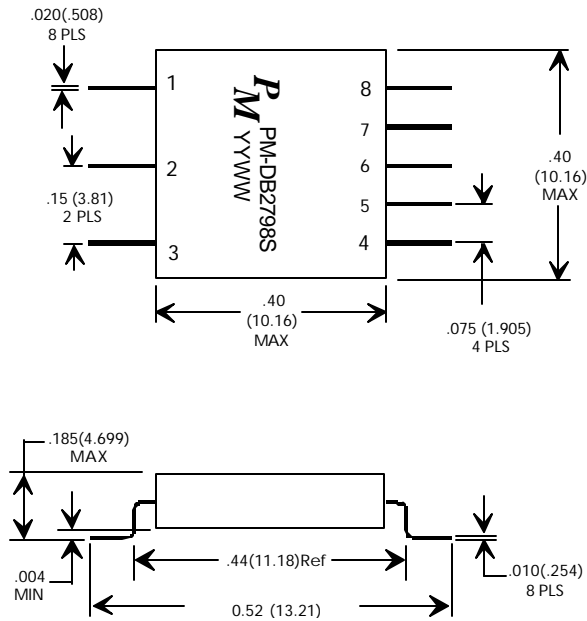 .020(.508)
8 PLS
1
2
3
8
7
6
5
4
PM
PM-DB2798S
YYWW
.15 (3.81)
2 PLS
.40
(10.16)
MAX
.40
(10.16)
MAX
.075 (1.905)
4 PLS
.185(4.699)
MAX
.004
MIN
.44(11.18)Ref
0.52 (13.21)
.010(.254)
8 PLS